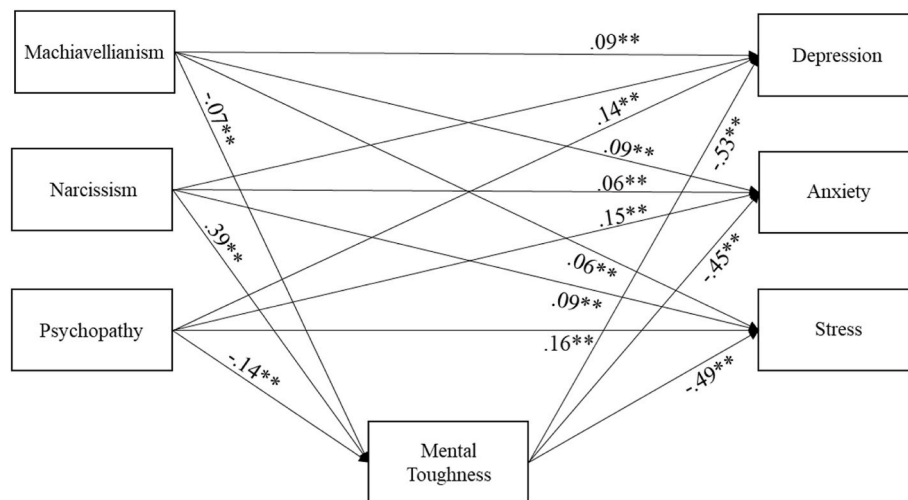 Machiavellianism
.09**
Depression
-.07**
.14**
-.53**
.09**
Narcissism
.06**
Anxiety
.39**
.15**
-.45**
.06**
.09**
Psychopathy
.16**
Stress
-.14**
-.49**
Mental
Toughness